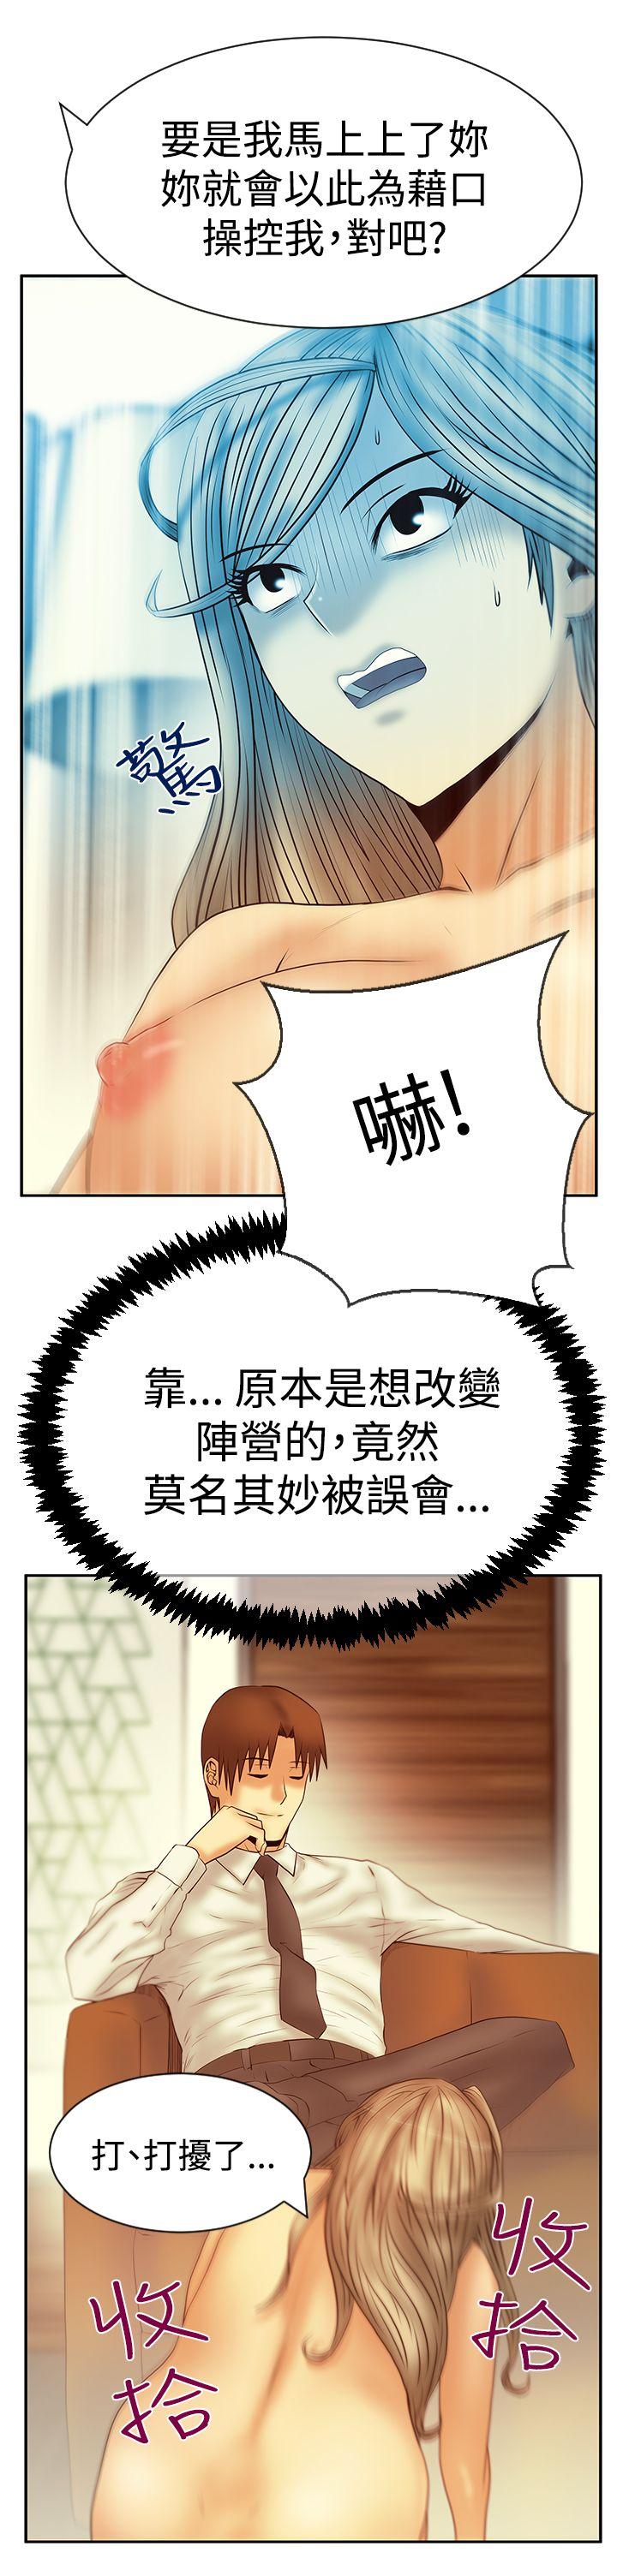 要是我馬上上了妳
妳就會以此為藉口
操控我，對吧?
驚
嚇!
靠... 原本是想改變
陣營的，竟然
莫名其妙被誤會...
打、打擾了...
收拾
收拾